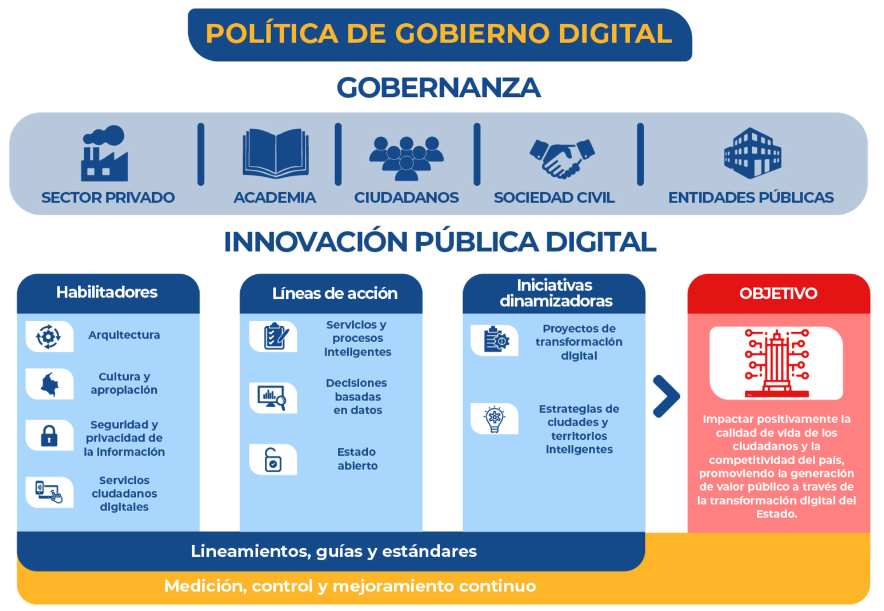 POLÍTICA DE GOBIERNO DIGITAL
GOBERNANZA
SECTOR PRIVADO
ACADEMIA
CIUDADANOS
SOCIEDAD CIVIL
ENTIDADES PÚBLICAS
INNOVACIÓN PÚBLICA DIGITAL
Habilitadores
Arquitectura
Cultura y
apropiación
Seguridad y
privacidad de
la información
Servicios
ciudadanos
digitales
Líneas de acción
Servicios y
procesos
inteligentes
Decisiones
basadas
en datos
Estado
abierto
Iniciativas
dinamizadoras
Proyectos de
transformación
digital
Estrategias de
ciudades y
territorios
inteligentes
OBJETIVO
Impactar positivamente la
calidad de vida de los
ciudadanos y la
competitividad del país,
promoviendo la generación
de valor público a través de
la transformación digital del
Estado.
Lineamientos, guías y estándares
Medición, control y mejoramiento continuo